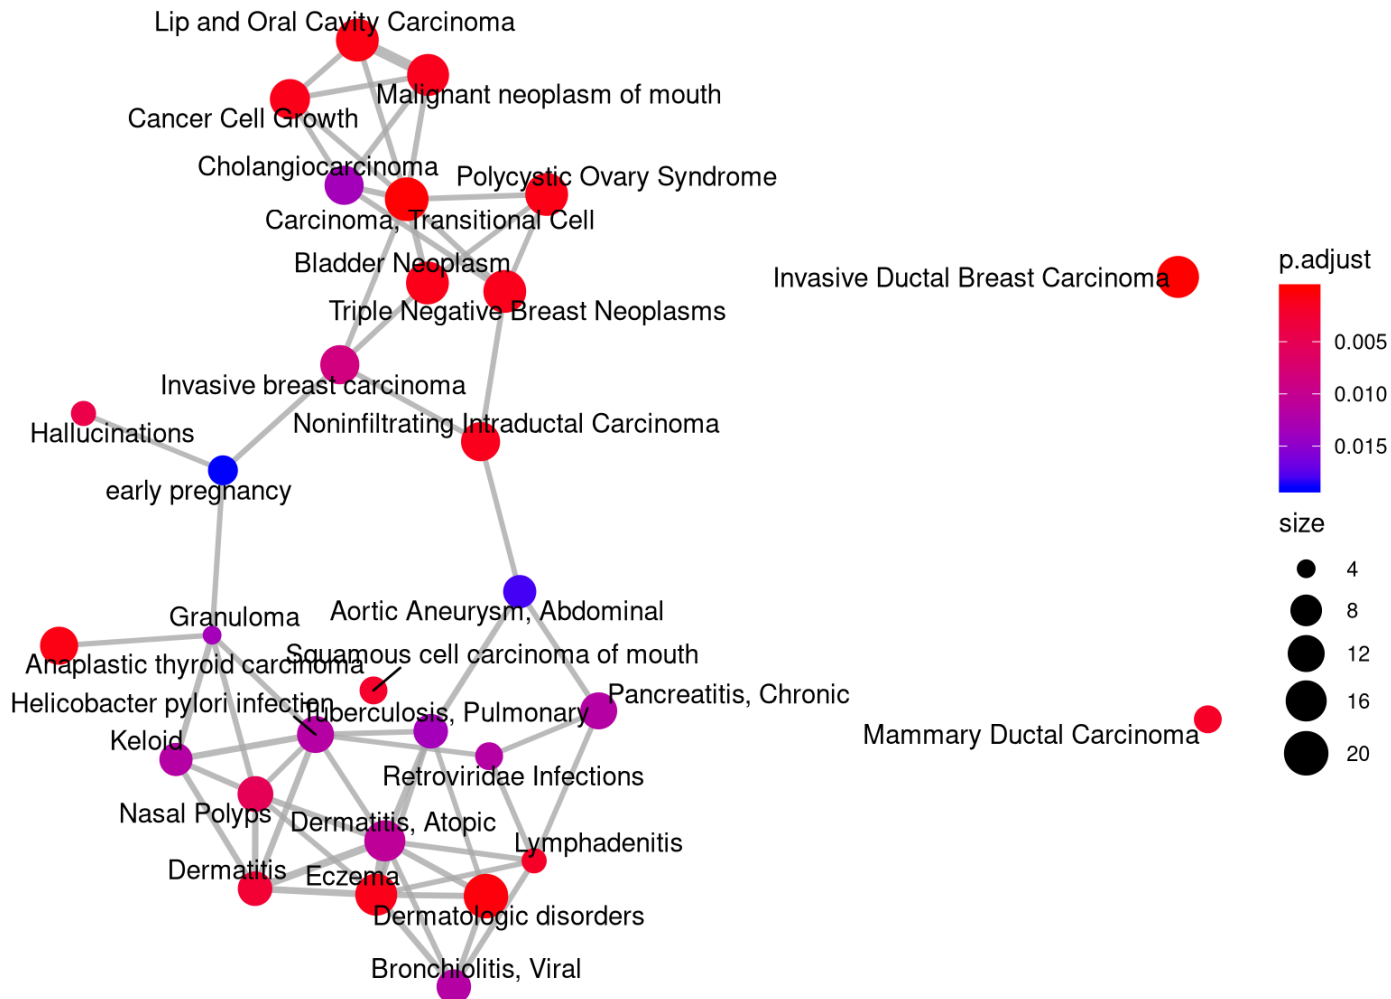 Lip and Oral Cavity Carcinoma
Malignant neoplasm of mouth
Cancer Cell Growth
Cholangiocarcinoma
Polycystic Ovary Syndrome
Carcinoma, Transitional Cell
Bladder Neoplasm
Triple Negative Breast Neoplasms
Invasive Ductal Breast Carcinoma
Invasive breast carcinoma
Noninfiltrating Intraductal Carcinoma
Hallucinations
early pregnancy
Granuloma
Aortic Aneurysm, Abdominal
Anaplastic thyroid carcinoma
Squamous cell carcinoma of mouth
Pancreatitis, Chronic
Helicobacter pylori infection
Tuberculosis, Pulmonary
Mammary Ductal Carcinoma
Keloid
Retroviridae Infections
Nasal Polyps
Dermatitis, Atopic
Lymphadenitis
Dermatitis
Eczema
Dermatologic disorders
Bronchiolitis, Viral
p.adjust
0.005
0.010
0.015
size
4
8
12
16
20